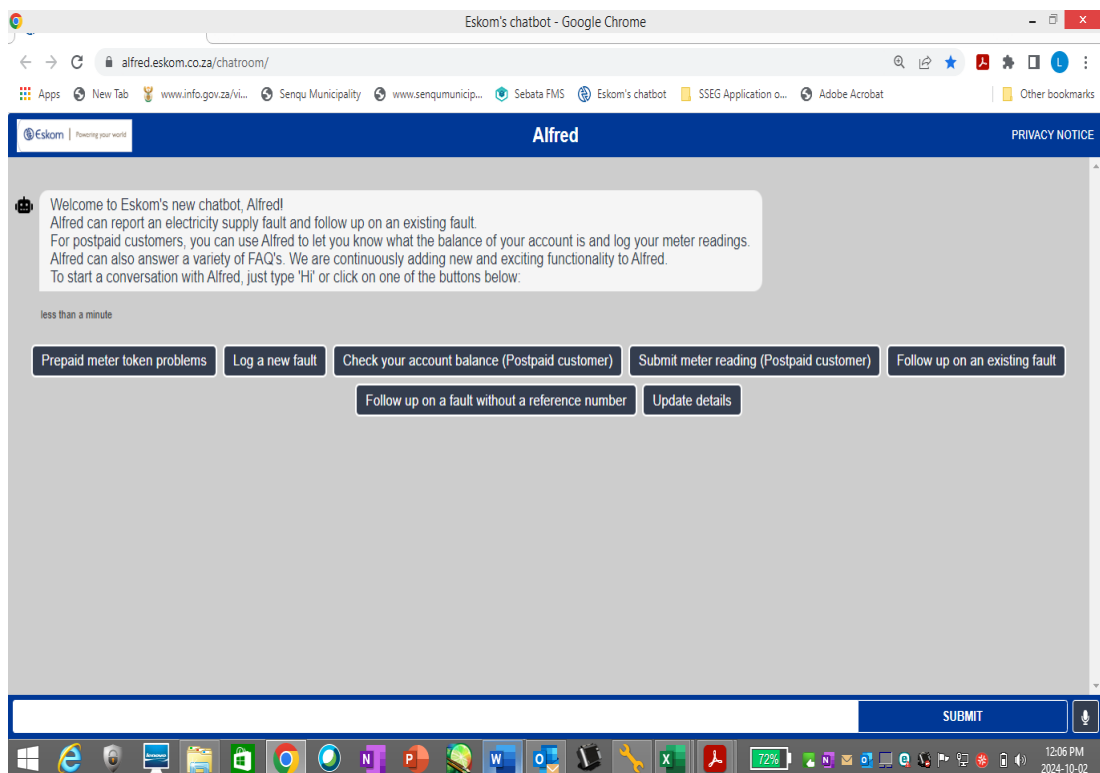 Eskom's chatbot - Google Chrome
alfred.eskom.co.za/chatroom/
Apps New Tab www.info.gov.za/vi... Senqu Municipality www.senqumunicip... Sebata FMS Eskom's chatbot SSEG Application o... Adobe Acrobat Other bookmarks
Eskom Powering your world Alfred PRIVACY NOTICE
Welcome to Eskom's new chatbot, Alfred!
Alfred can report an electricity supply fault and follow up on an existing fault.
For postpaid customers, you can use Alfred to let you know what the balance of your account is and log your meter readings.
Alfred can also answer a variety of FAQ's. We are continuously adding new and exciting functionality to Alfred.
To start a conversation with Alfred, just type 'Hi' or click on one of the buttons below:
less than a minute
Prepaid meter token problems Log a new fault Check your account balance (Postpaid customer) Submit meter reading (Postpaid customer) Follow up on an existing fault
Follow up on a fault without a reference number Update details
SUBMIT
72% 12:06 PM
2024-10-02